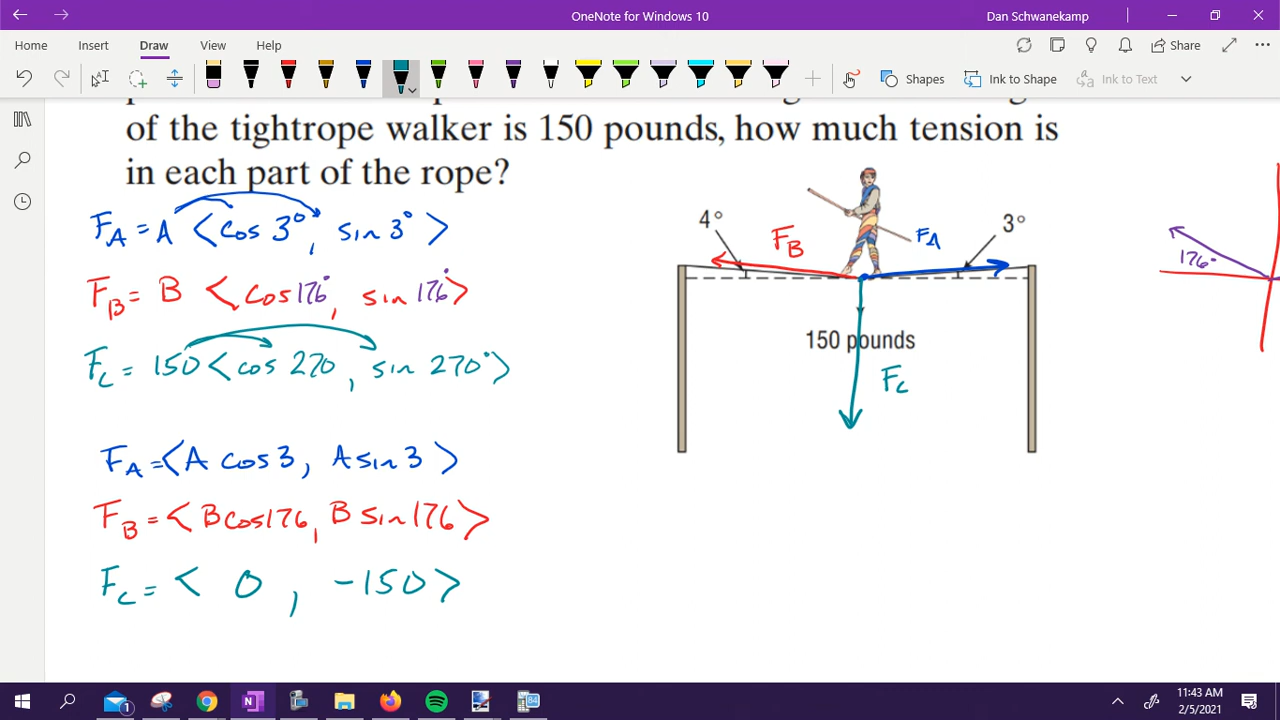 OneNote for Windows 10
Dan Schwanekamp
Home Insert Draw View Help
Share
Shapes
Ink to Shape
Ink to Text
of the tightrope walker is 150 pounds, how much tension is
in each part of the rope?
F_A = A <cos 3°, sin 3°>
F_B = B <cos 176°, sin 176°>
F_C = 150 <cos 270, sin 270°>
F_A = <A cos 3, A sin 3>
F_B = <B cos 176, B sin 176>
F_C = < 0, -150>
4°
F_B
F_A
3°
150 pounds
F_C
176°
1
84
11:43 AM
2/5/2021